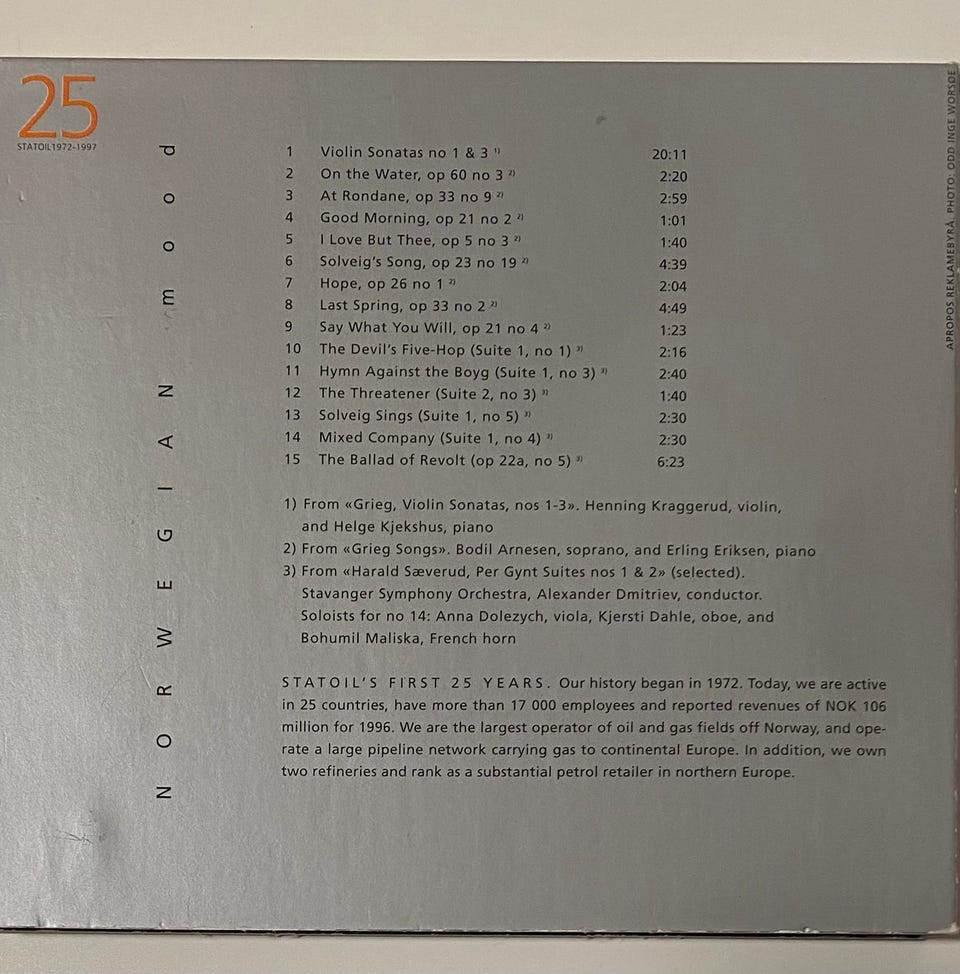 25
STATOIL 1972-1997
NORWEGIAN mood
1 Violin Sonatas no 1 & 3 1) 20:11
2 On the Water, op 60 no 3 2) 2:20
3 At Rondane, op 33 no 9 2) 2:59
4 Good Morning, op 21 no 2 2) 1:01
5 I Love But Thee, op 5 no 3 2) 1:40
6 Solveig's Song, op 23 no 19 2) 4:39
7 Hope, op 26 no 1 2) 2:04
8 Last Spring, op 33 no 2 2) 4:49
9 Say What You Will, op 21 no 4 2) 1:23
10 The Devil's Five-Hop (Suite 1, no 1) 3) 2:16
11 Hymn Against the Boyg (Suite 1, no 3) 3) 2:40
12 The Threatener (Suite 2, no 3) 3) 1:40
13 Solveig Sings (Suite 1, no 5) 3) 2:30
14 Mixed Company (Suite 1, no 4) 3) 2:30
15 The Ballad of Revolt (op 22a, no 5) 3) 6:23
1) From «Grieg, Violin Sonatas, nos 1-3». Henning Kraggerud, violin,
and Helge Kjekshus, piano
2) From «Grieg Songs». Bodil Arnesen, soprano, and Erling Eriksen, piano
3) From «Harald Sæverud, Per Gynt Suites nos 1 & 2» (selected).
Stavanger Symphony Orchestra, Alexander Dmitriev, conductor.
Soloists for no 14: Anna Dolezych, viola, Kjersti Dahle, oboe, and
Bohumil Maliska, French horn
STATOIL'S FIRST 25 YEARS. Our history began in 1972. Today, we are active
in 25 countries, have more than 17 000 employees and reported revenues of NOK 106
million for 1996. We are the largest operator of oil and gas fields off Norway, and ope-
rate a large pipeline network carrying gas to continental Europe. In addition, we own
two refineries and rank as a substantial petrol retailer in northern Europe.
APROPOS REKLAMEBYRÅ. PHOTO: ODD INGE WORSØE